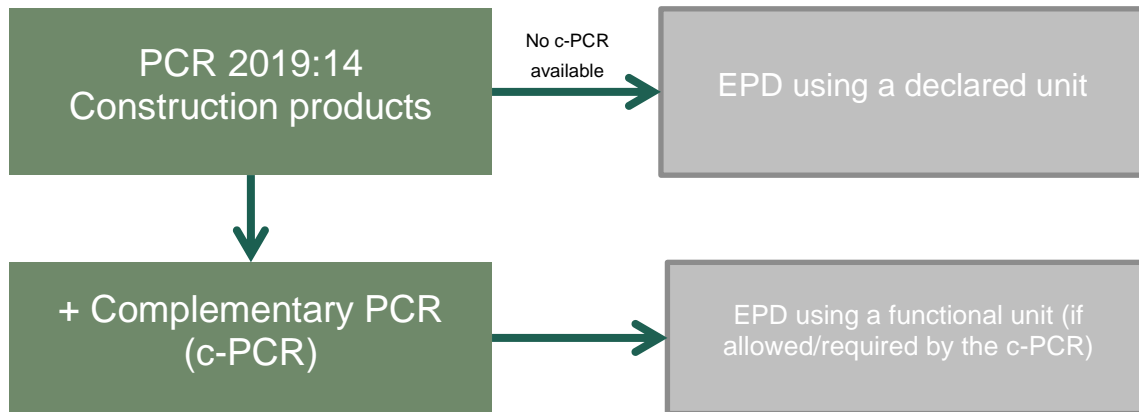 PCR 2019:14
Construction products
No c-PCR
available
EPD using a declared unit
+ Complementary PCR
(c-PCR)
EPD using a functional unit (if
allowed/required by the c-PCR)